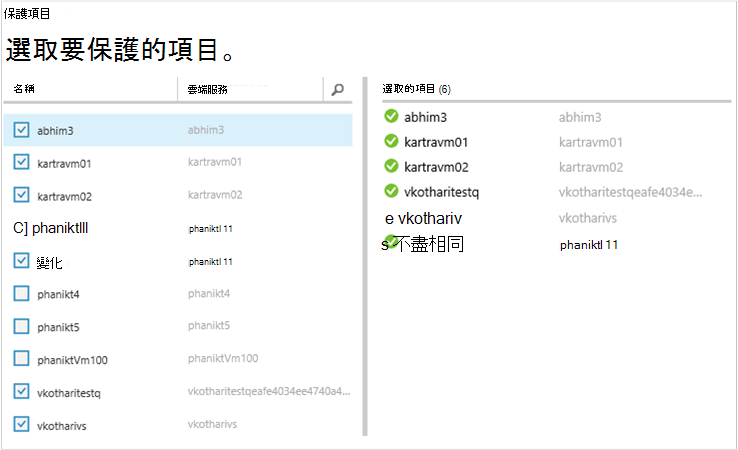 保護項目
選取要保護的項目。
名稱 雲端服務
abhim3 abhim3
kartravm01 kartravm01
kartravm02 kartravm02
C] phaniktlll phaniktl 11
變化 phaniktl 11
phanikt4 phanikt4
phanikt5 phanikt5
phaniktVm100 phaniktVm100
vkotharitestq vkotharitestqeafe4034ee4740a4...
vkotharivs vkotharivs
選取的項目 (6)
abhim3 abhim3
kartravm01 kartravm01
kartravm02 kartravm02
vkotharitestq vkotharitestqeafe4034e...
e vkothariv vkotharivs
s 不盡相同 phaniktl 11